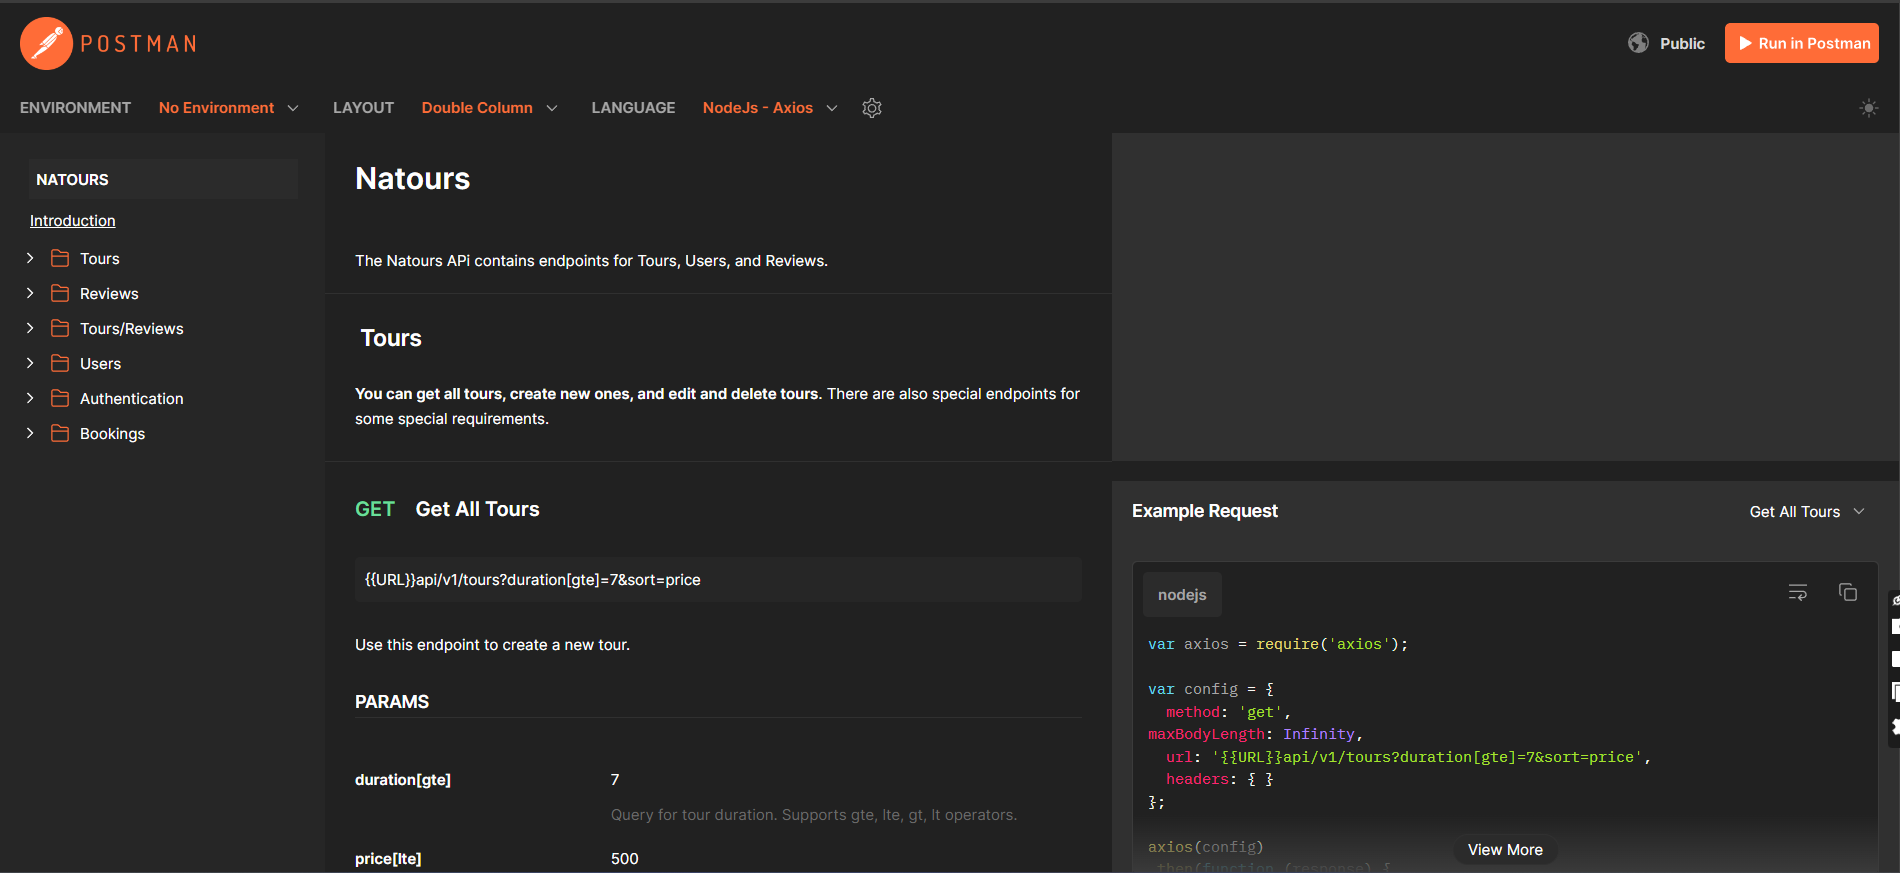 POSTMAN
Public
Run in Postman
ENVIRONMENT No Environment LAYOUT Double Column LANGUAGE NodeJs - Axios
NATOURS
Introduction
Tours
Reviews
Tours/Reviews
Users
Authentication
Bookings
Natours
The Natours APi contains endpoints for Tours, Users, and Reviews.
Tours
You can get all tours, create new ones, and edit and delete tours. There are also special endpoints for
some special requirements.
GET Get All Tours
{{URL}}api/v1/tours?duration[gte]=7&sort=price
Use this endpoint to create a new tour.
PARAMS
duration[gte] 7
Query for tour duration. Supports gte, lte, gt, lt operators.
price[lte] 500
Example Request Get All Tours
nodejs
var axios = require('axios');
var config = {
  method: 'get',
maxBodyLength: Infinity,
  url: '{{URL}}api/v1/tours?duration[gte]=7&sort=price',
  headers: { }
};
axios(config)
.then(function (response) {
View More